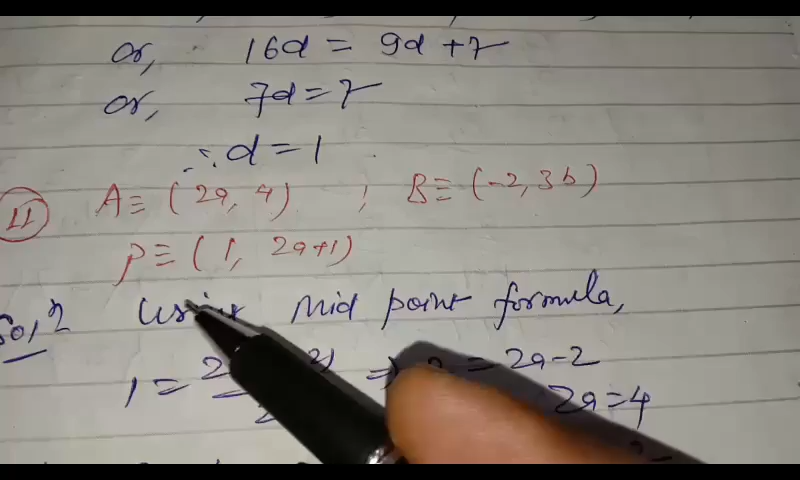 or, 16d = 9d + 7
or, 7d = 7
∴ d = 1
11 A ≡ (2a, 4) ; B ≡ (-2, 3b)
P ≡ (1, 2a+1)
Sol^n Using Mid point formula,
1 = ⇒ = 2a-2
2a = 4